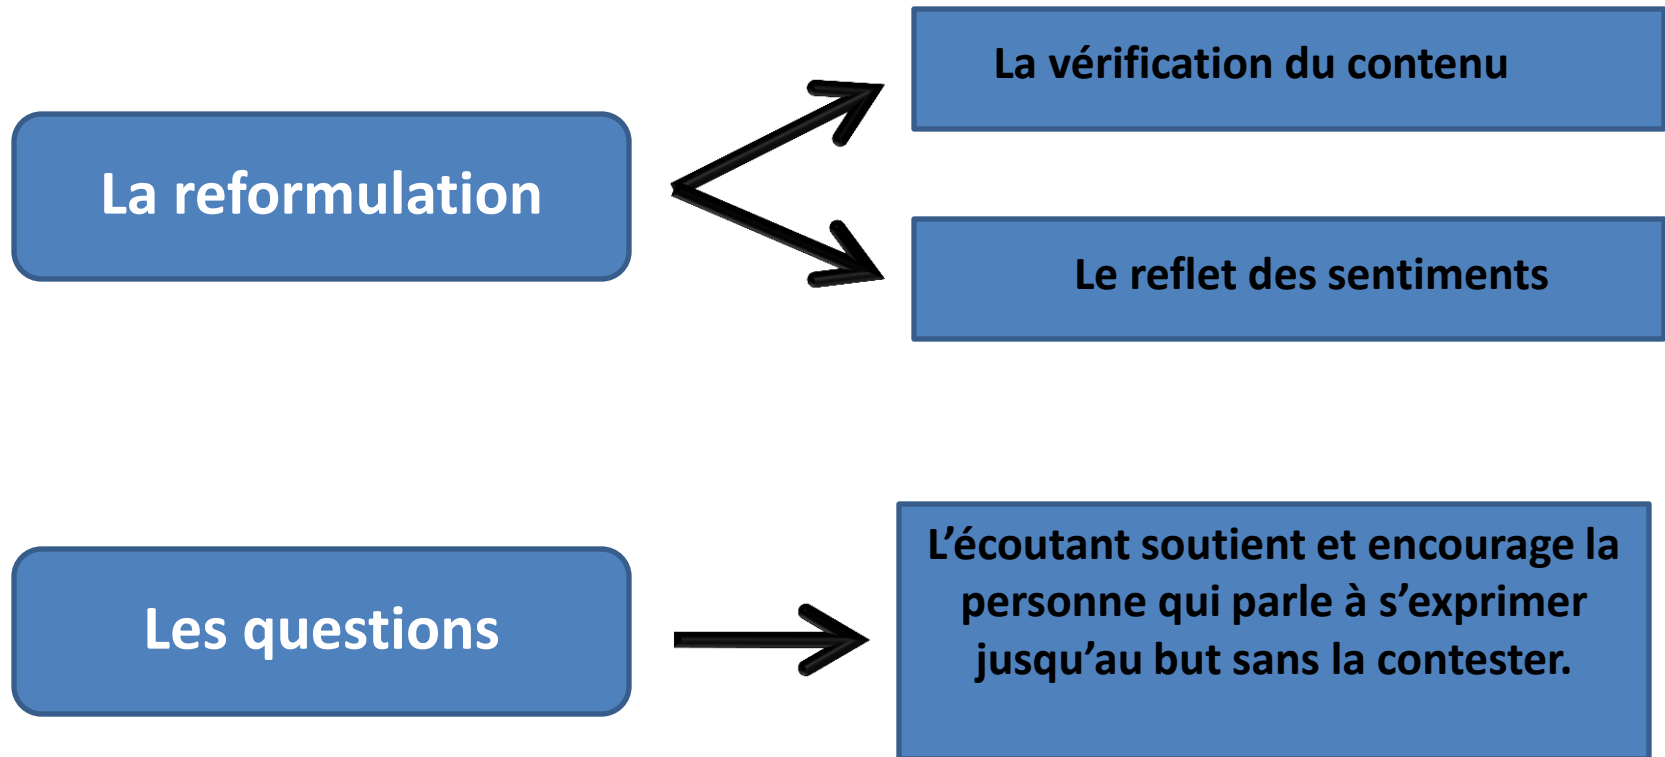 La vérification du contenu
La reformulation
Le reflet des sentiments
Les questions
L’écoutant soutient et encourage la
personne qui parle à s’exprimer
jusqu’au but sans la contester.